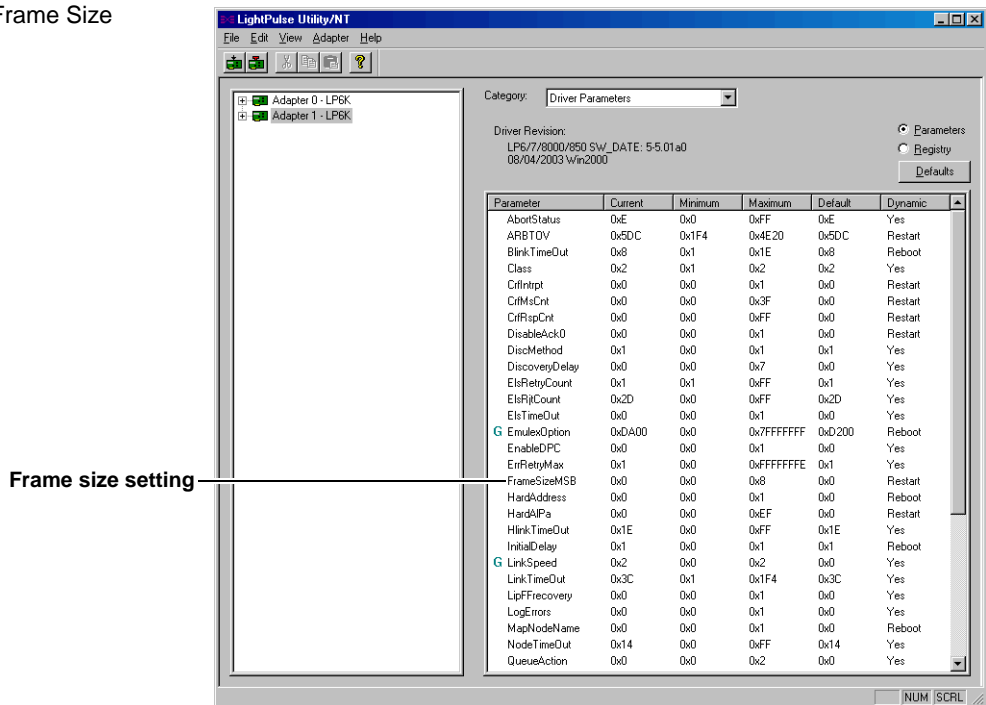 Frame Size
LightPulse Utility/NT
File Edit View Adapter Help
Adapter 0 - LP6K
Adapter 1 - LP6K
Category: Driver Parameters
Driver Revision:
LP6/7/8000/850 SW_DATE: 5-5.01a0
08/04/2003 Win2000
Parameters
Registry
Defaults
Parameter Current Minimum Maximum Default Dynamic
AbortStatus 0xE 0x0 0xFF 0xE Yes
ARBTOV 0x5DC 0x1F4 0x4E20 0x5DC Restart
BlinkTimeOut 0x8 0x1 0x1E 0x8 Reboot
Class 0x2 0x1 0x2 0x2 Yes
CrfIntrpt 0x0 0x0 0x1 0x0 Restart
CrfMsCnt 0x0 0x0 0x3F 0x0 Restart
CrfRspCnt 0x0 0x0 0xFF 0x0 Restart
DisableAck0 0x0 0x0 0x1 0x0 Restart
DiscMethod 0x1 0x0 0x1 0x1 Yes
DiscoveryDelay 0x0 0x0 0x7 0x0 Yes
ElsRetryCount 0x1 0x1 0xFF 0x1 Yes
ElsRjtCount 0x2D 0x0 0xFF 0x2D Yes
ElsTimeOut 0x0 0x0 0x1 0x0 Yes
G EmulexOption 0xDA00 0x0 0x7FFFFFFF 0xD200 Reboot
EnableDPC 0x0 0x0 0x1 0x0 Yes
ErrRetryMax 0x1 0x0 0xFFFFFFFE 0x1 Yes
Frame size setting
FrameSizeMSB 0x0 0x0 0x8 0x0 Restart
HardAddress 0x0 0x0 0x1 0x0 Reboot
HardAlPa 0x0 0x0 0xEF 0x0 Restart
HlinkTimeOut 0x1E 0x0 0xFF 0x1E Yes
InitialDelay 0x1 0x0 0x1 0x1 Reboot
G LinkSpeed 0x2 0x0 0x2 0x0 Yes
LinkTimeOut 0x3C 0x1 0x1F4 0x3C Yes
LipFFrecovery 0x0 0x0 0x1 0x0 Yes
LogErrors 0x0 0x0 0x1 0x0 Yes
MapNodeName 0x0 0x0 0x1 0x0 Reboot
NodeTimeOut 0x14 0x0 0xFF 0x14 Yes
QueueAction 0x0 0x0 0x2 0x0 Yes
NUM SCRL